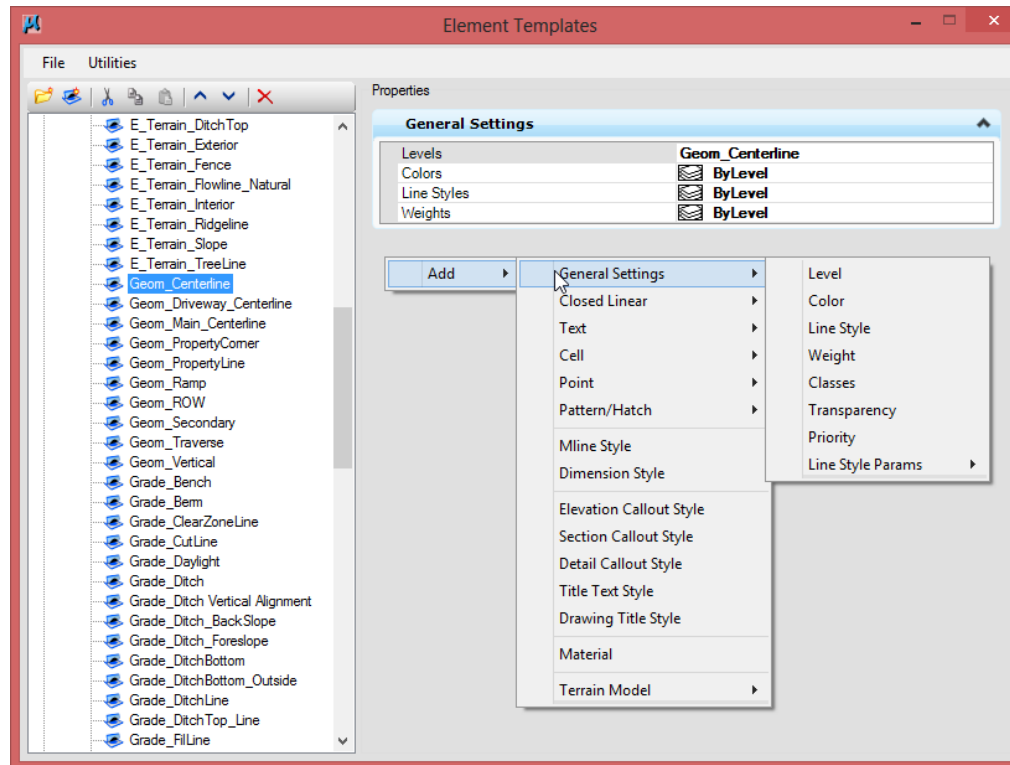 Element Templates
File Utilities
Properties
E_Terrain_DitchTop
E_Terrain_Exterior
E_Terrain_Fence
E_Terrain_Flowline_Natural
E_Terrain_Interior
E_Terrain_Ridgeline
E_Terrain_Slope
E_Terrain_TreeLine
Geom_Centerline
Geom_Driveway_Centerline
Geom_Main_Centerline
Geom_PropertyCorner
Geom_PropertyLine
Geom_Ramp
Geom_ROW
Geom_Secondary
Geom_Traverse
Geom_Vertical
Grade_Bench
Grade_Berm
Grade_ClearZoneLine
Grade_CutLine
Grade_Daylight
Grade_Ditch
Grade_Ditch Vertical Alignment
Grade_Ditch_BackSlope
Grade_Ditch_Foreslope
Grade_DitchBottom
Grade_DitchBottom_Outside
Grade_DitchLine
Grade_DitchTop_Line
Grade_FilLine
General Settings
Levels Geom_Centerline
Colors ByLevel
Line Styles ByLevel
Weights ByLevel
Add
General Settings
Closed Linear
Text
Cell
Point
Pattern/Hatch
Mline Style
Dimension Style
Elevation Callout Style
Section Callout Style
Detail Callout Style
Title Text Style
Drawing Title Style
Material
Terrain Model
Level
Color
Line Style
Weight
Classes
Transparency
Priority
Line Style Params